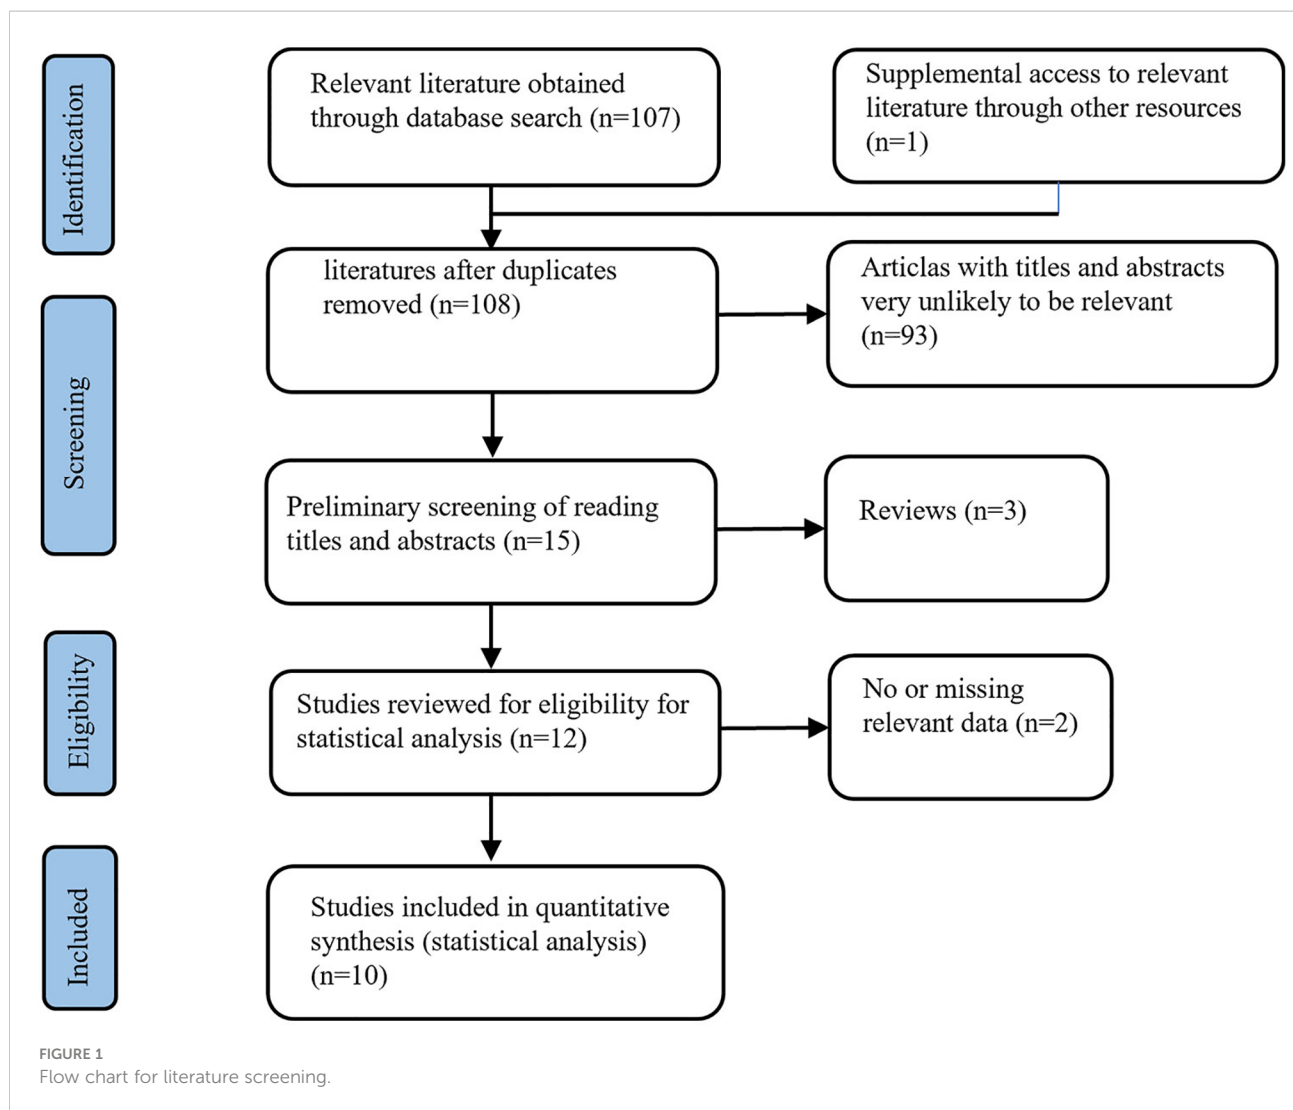 Identification
Relevant literature obtained
through database search (n=107)
Supplemental access to relevant
literature through other resources
(n=1)
Screening
literatures after duplicates
removed (n=108)
Articlas with titles and abstracts
very unlikely to be relevant
(n=93)
Preliminary screening of reading
titles and abstracts (n=15)
Reviews (n=3)
Eligibility
Studies reviewed for eligibility for
statistical analysis (n=12)
No or missing
relevant data (n=2)
Included
Studies included in quantitative
synthesis (statistical analysis)
(n=10)
FIGURE 1
Flow chart for literature screening.